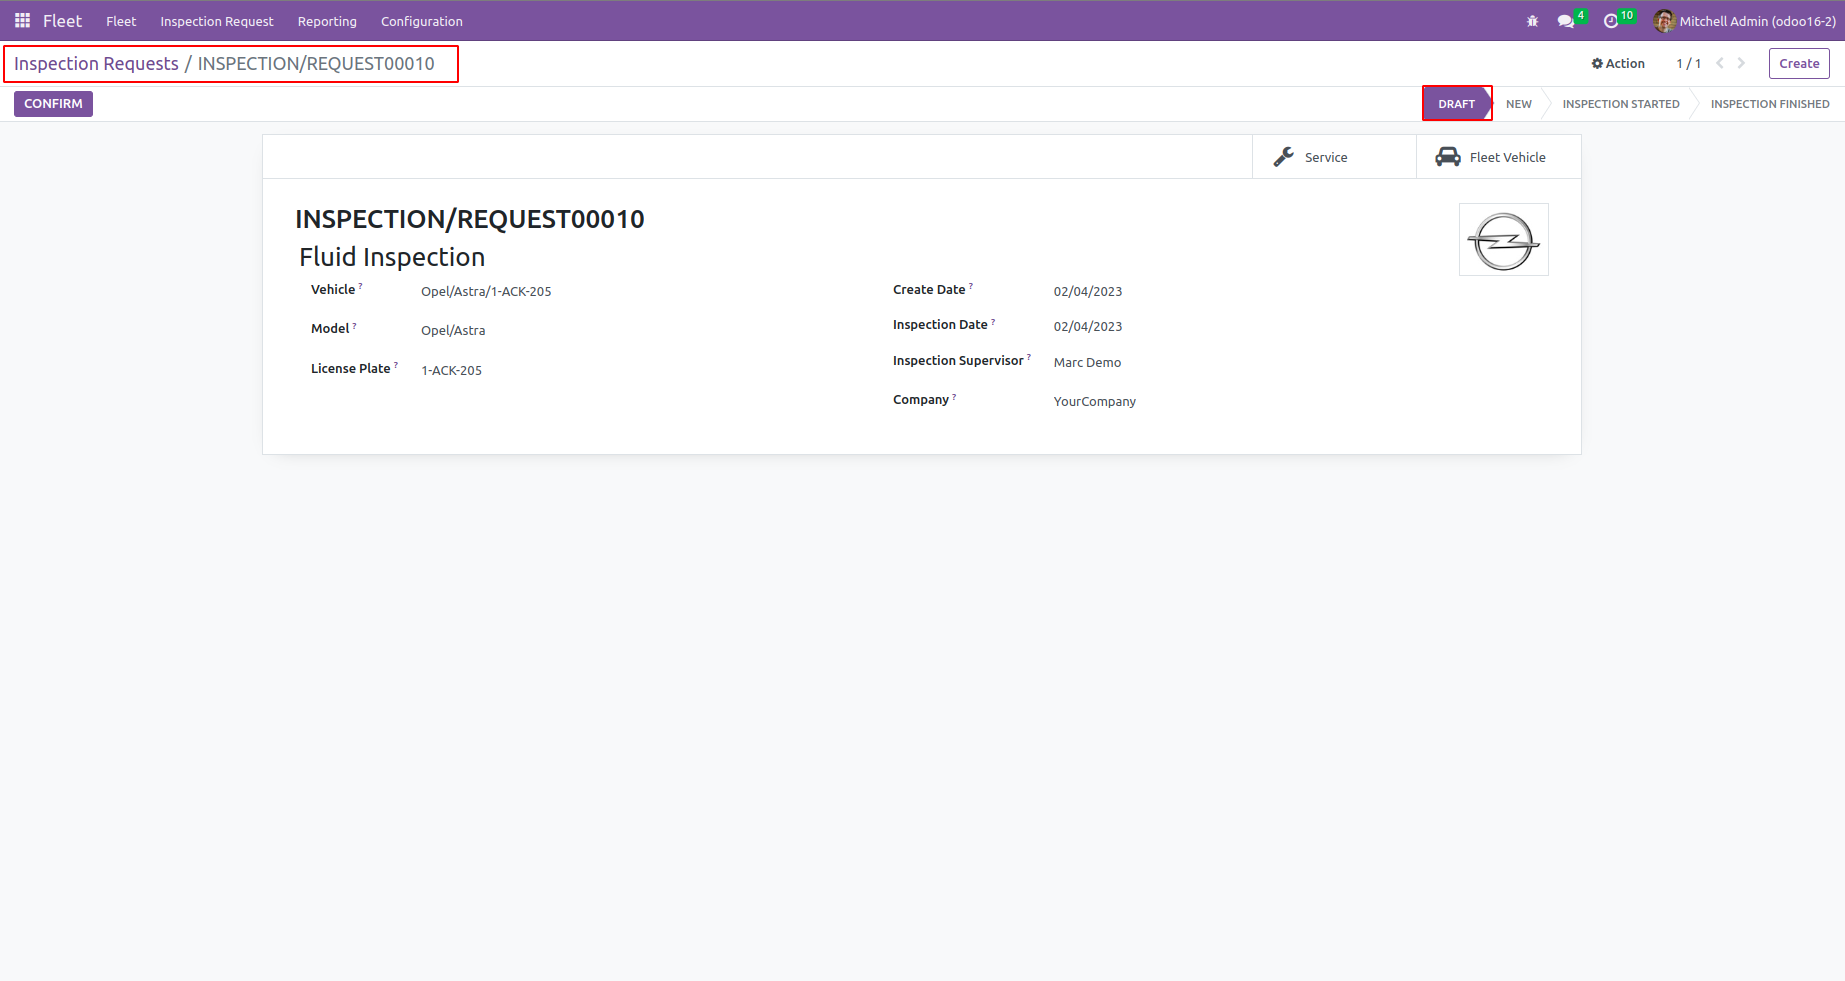 Fleet Fleet Inspection Request Reporting Configuration 4 10 Mitchell Admin (odoo16-2)
Inspection Requests / INSPECTION/REQUEST00010 Action 1 / 1 Create
CONFIRM DRAFT NEW INSPECTION STARTED INSPECTION FINISHED
Service Fleet Vehicle
INSPECTION/REQUEST00010
Fluid Inspection
Vehicle ? Opel/Astra/1-ACK-205
Model ? Opel/Astra
License Plate ? 1-ACK-205
Create Date ? 02/04/2023
Inspection Date ? 02/04/2023
Inspection Supervisor ? Marc Demo
Company ? YourCompany